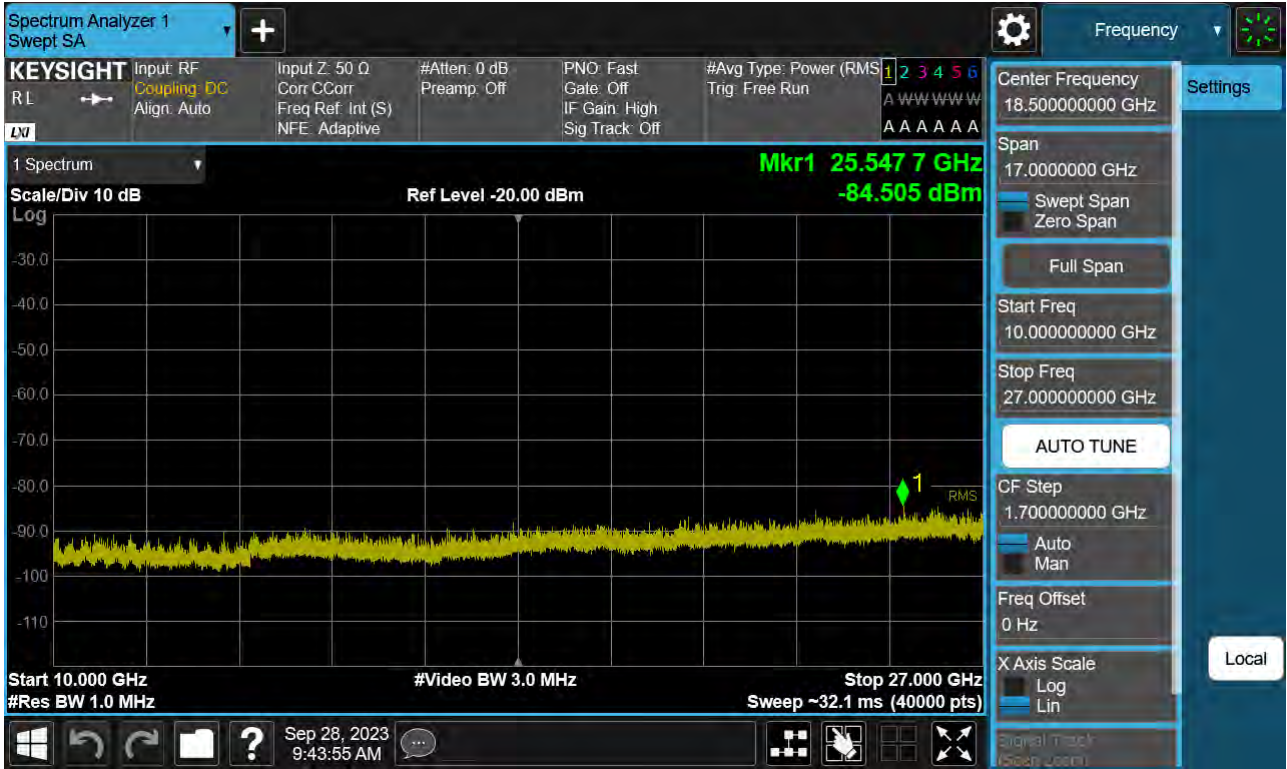 Spectrum Analyzer 1
Swept SA
+
Frequency
KEYSIGHT
R L
LXI
Input: RF
Coupling: DC
Align: Auto
Input Z: 50 Ω
Corr CCorr
Freq Ref: Int (S)
NFE: Adaptive
#Atten: 0 dB
Preamp: Off
PNO: Fast
Gate: Off
IF Gain: High
Sig Track: Off
#Avg Type: Power (RMS
Trig: Free Run
1 2 3 4 5 6
A W W W W W
A A A A A A
1 Spectrum
Scale/Div 10 dB
Log
Ref Level -20.00 dBm
Mkr1 25.547 7 GHz
-84.505 dBm
-30.0
-40.0
-50.0
-60.0
-70.0
-80.0
-90.0
-100
-110
1
RMS
Start 10.000 GHz
#Res BW 1.0 MHz
#Video BW 3.0 MHz
Stop 27.000 GHz
Sweep ~32.1 ms (40000 pts)
Center Frequency
18.500000000 GHz
Span
17.0000000 GHz
Swept Span
Zero Span
Full Span
Start Freq
10.000000000 GHz
Stop Freq
27.000000000 GHz
AUTO TUNE
CF Step
1.700000000 GHz
Auto
Man
Freq Offset
0 Hz
X Axis Scale
Log
Lin
Signal Track
(Span Zoom)
Settings
Local
?
Sep 28, 2023
9:43:55 AM